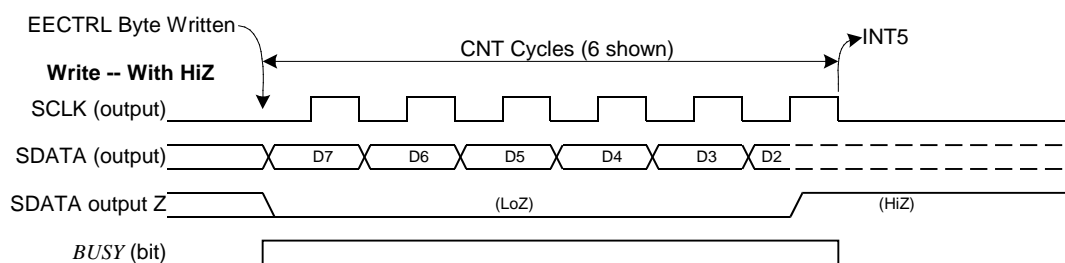 EECTRL Byte Written
CNT Cycles (6 shown)
INT5
Write -- With HiZ
SCLK (output)
SDATA (output)
D7
D6
D5
D4
D3
D2
SDATA output Z
(LoZ)
(HiZ)
BUSY (bit)